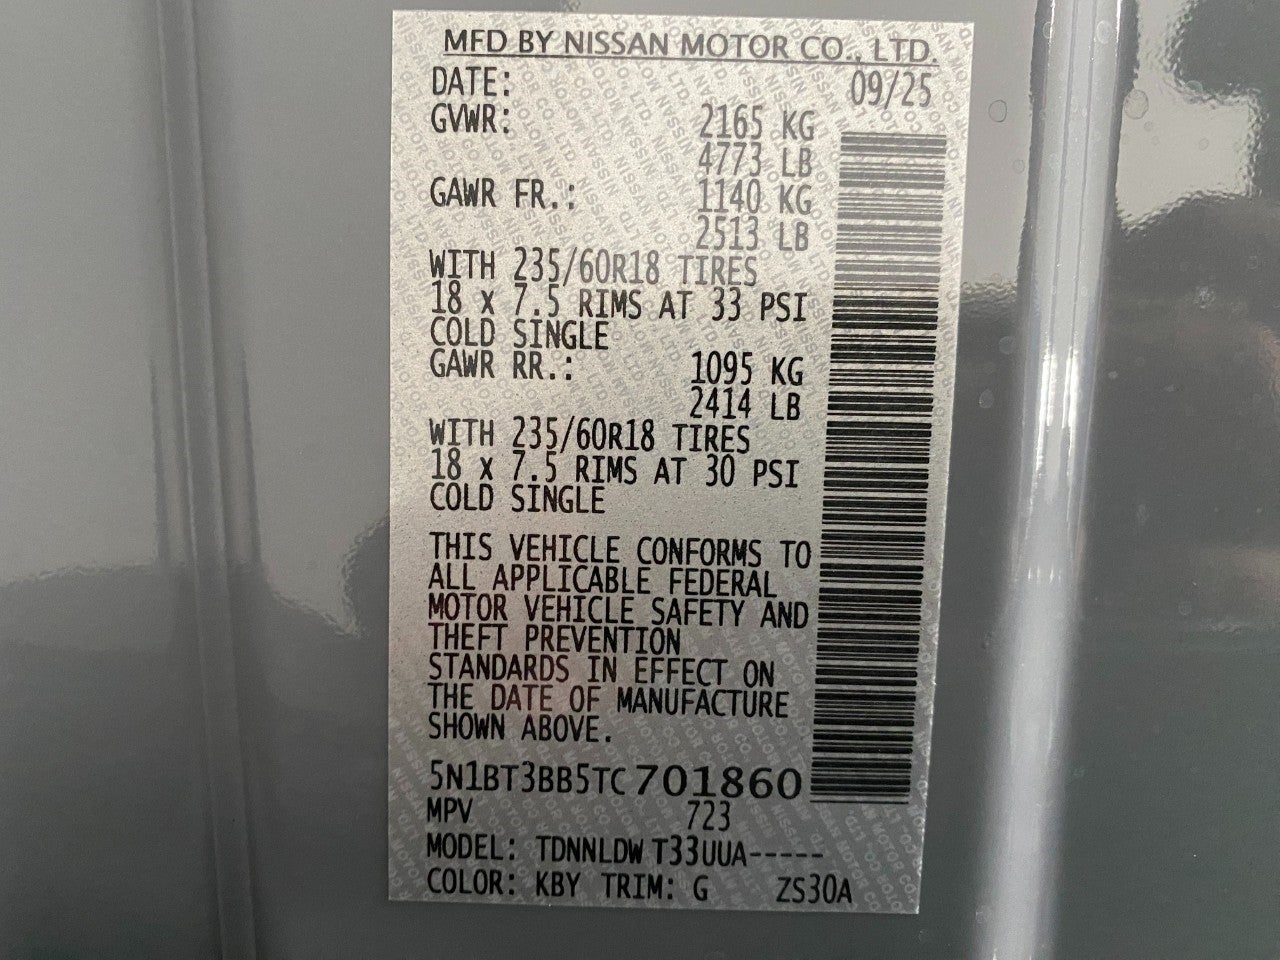 MFD BY NISSAN MOTOR CO., LTD.
DATE: 09/25
GVWR: 2165 KG
4773 LB
GAWR FR.: 1140 KG
2513 LB
WITH 235/60R18 TIRES
18 x 7.5 RIMS AT 33 PSI
COLD SINGLE
GAWR RR.: 1095 KG
2414 LB
WITH 235/60R18 TIRES
18 x 7.5 RIMS AT 30 PSI
COLD SINGLE
THIS VEHICLE CONFORMS TO
ALL APPLICABLE FEDERAL
MOTOR VEHICLE SAFETY AND
THEFT PREVENTION
STANDARDS IN EFFECT ON
THE DATE OF MANUFACTURE
SHOWN ABOVE.
5N1BT3BB5TC701860
MPV 723
MODEL: TDNNLDW T33UUA-----
COLOR: KBY TRIM: G ZS30A